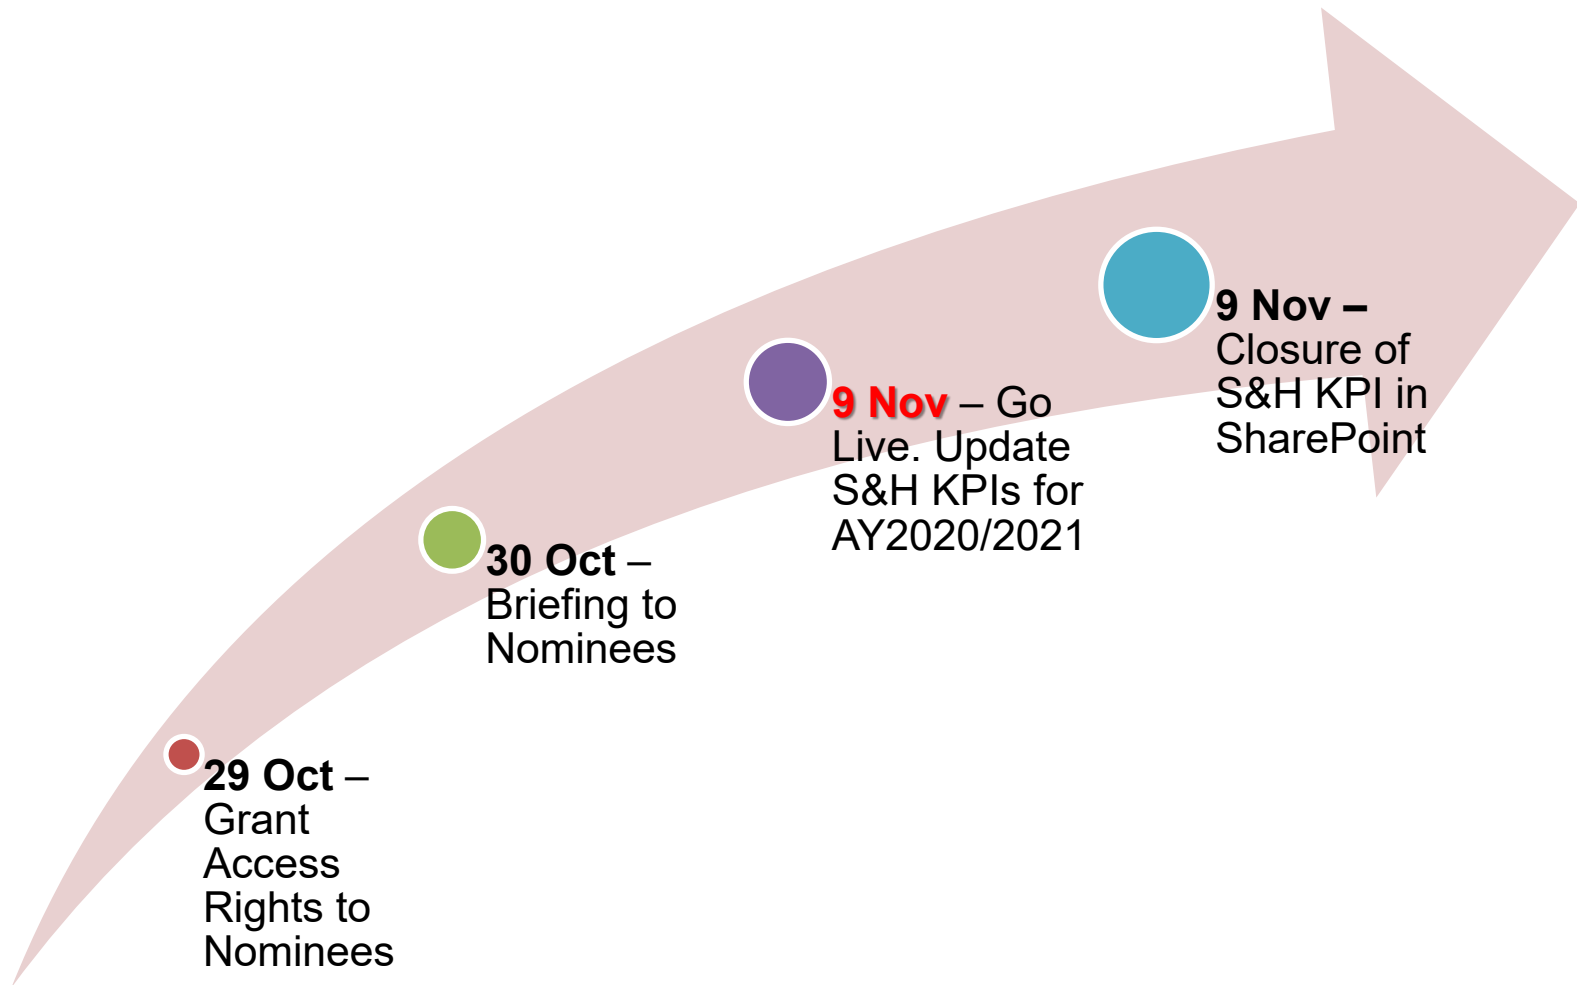 29 Oct –
Grant
Access
Rights to
Nominees
30 Oct –
Briefing to
Nominees
9 Nov – Go
Live. Update
S&H KPIs for
AY2020/2021
9 Nov –
Closure of
S&H KPI in
SharePoint